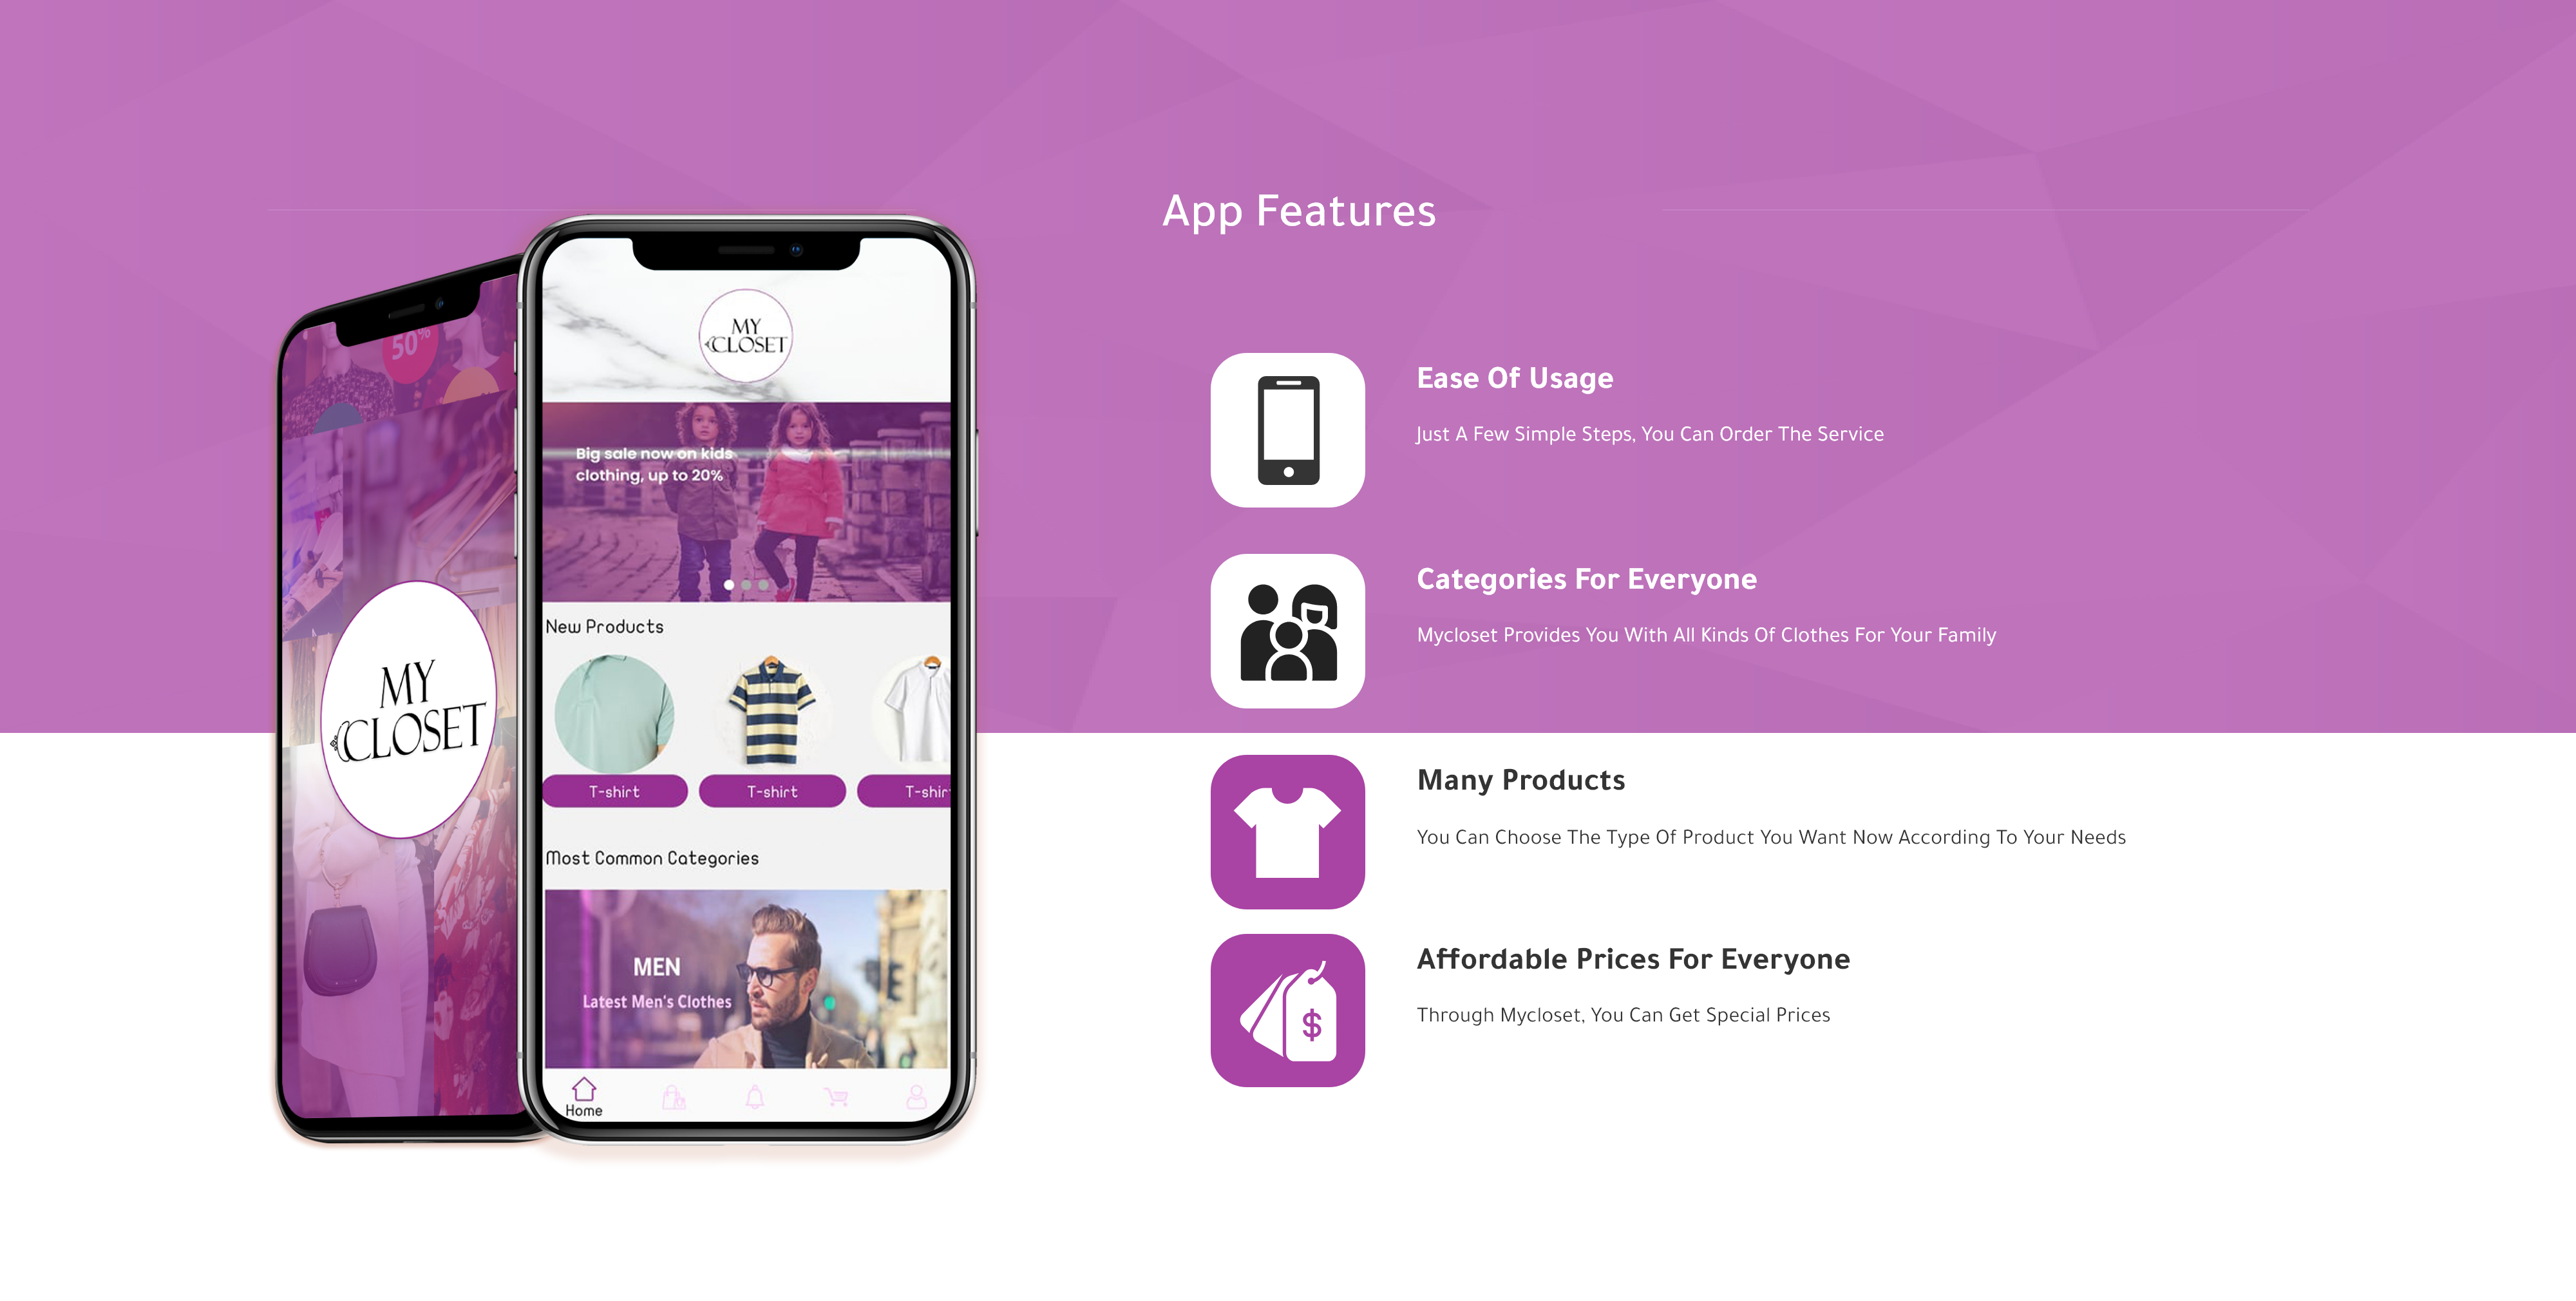 App Features
50%
MY
CLOSET
MY
CLOSET
Big sale now on kids
clothing, up to 20%
New Products
T-shirt
T-shirt
T-shir
Most Common Categories
MEN
Latest Men's Clothes
Home
Ease Of Usage
Just A Few Simple Steps, You Can Order The Service
Categories For Everyone
Mycloset Provides You With All Kinds Of Clothes For Your Family
Many Products
You Can Choose The Type Of Product You Want Now According To Your Needs
Affordable Prices For Everyone
Through Mycloset, You Can Get Special Prices
$